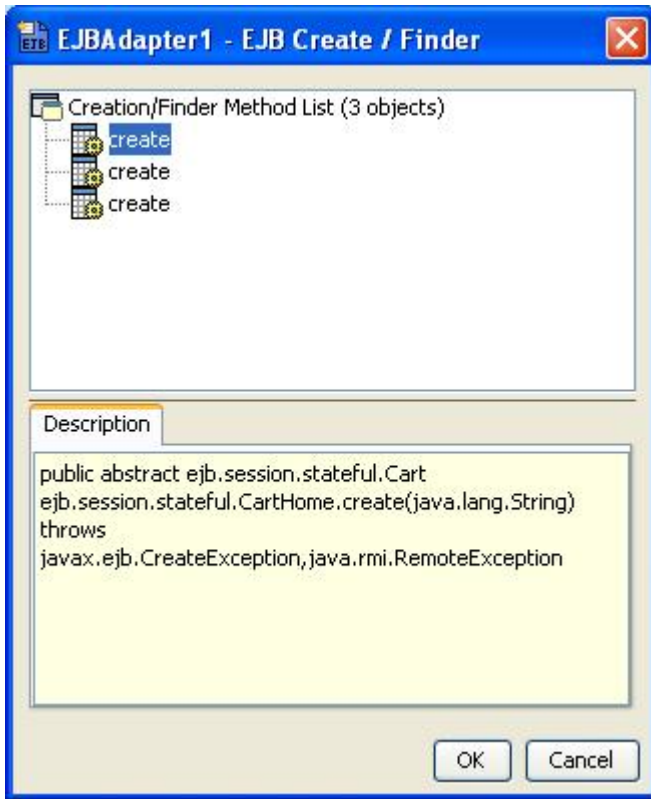 EJBAdapter1 - EJB Create / Finder
Creation/Finder Method List (3 objects)
create
create
create
Description
public abstract ejb.session.stateful.Cart
ejb.session.stateful.CartHome.create(java.lang.String)
throws
javax.ejb.CreateException,java.rmi.RemoteException
OK Cancel